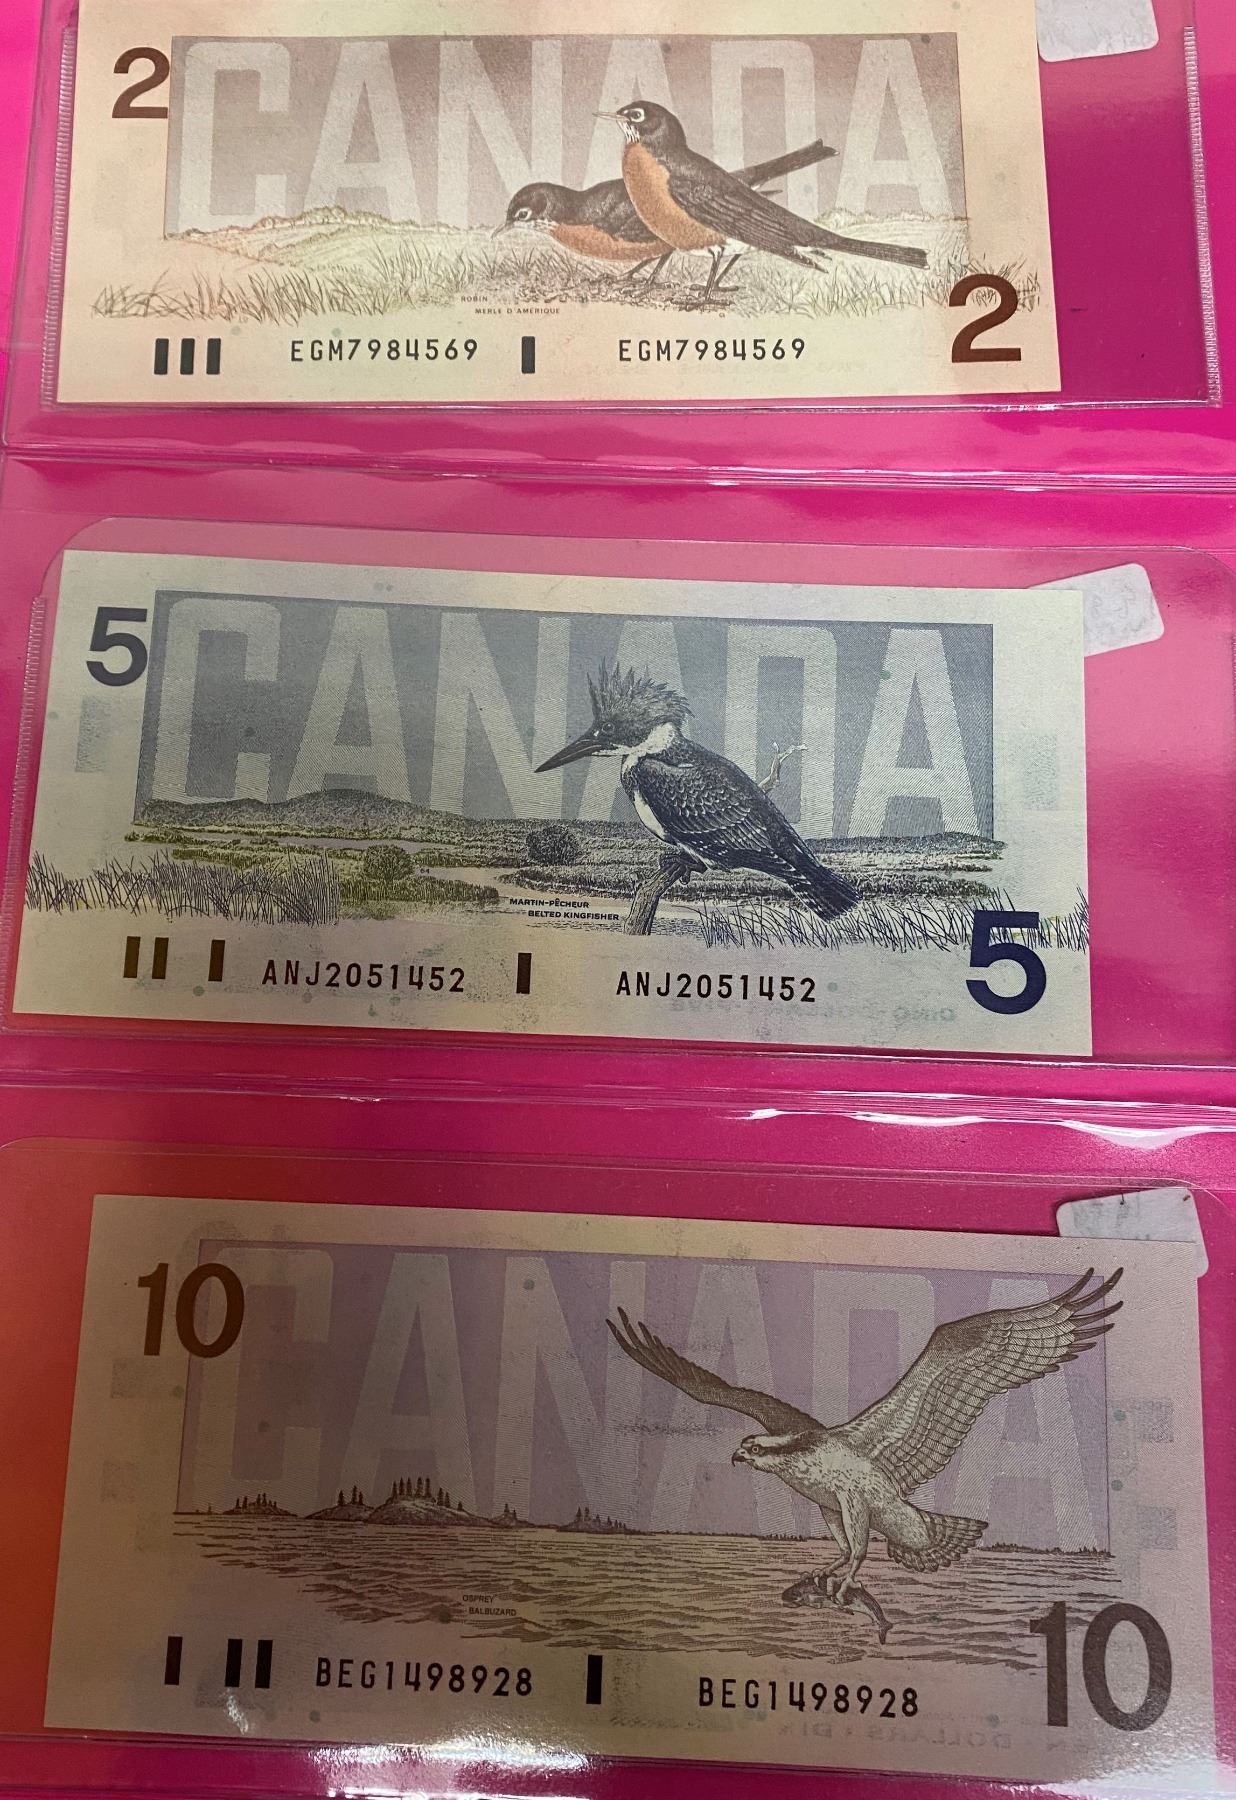 2
CANADA
ROBIN
MERLE D'AMÉRIQUE
EGM7984569 EGM7984569
2
5
CANADA
MARTIN-PÊCHEUR
BELTED KINGFISHER
ANJ2051452 ANJ2051452
5
10
CANADA
OSPREY
BALBUZARD
BEG1498928 BEG1498928
10